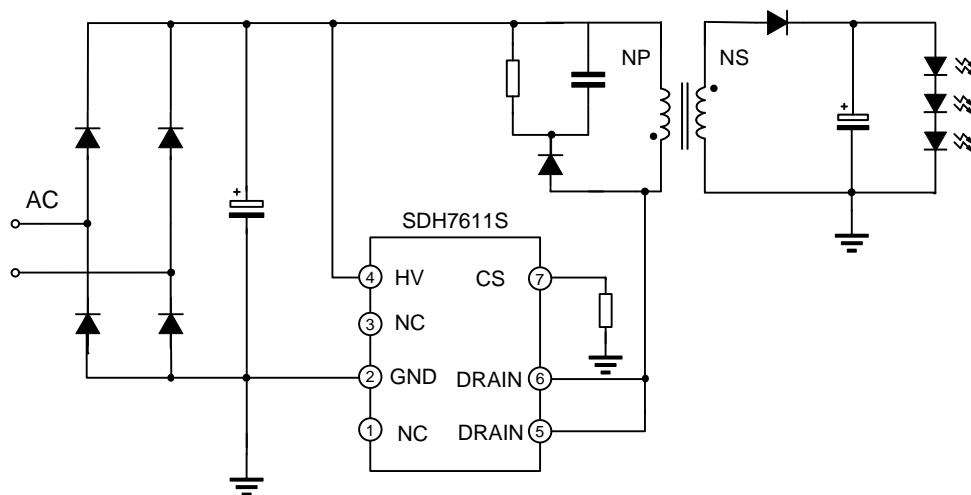 NP
NS
+
AC
+
SDH7611S
4 HV
CS 7
3 NC
2 GND
DRAIN 6
1 NC
DRAIN 5